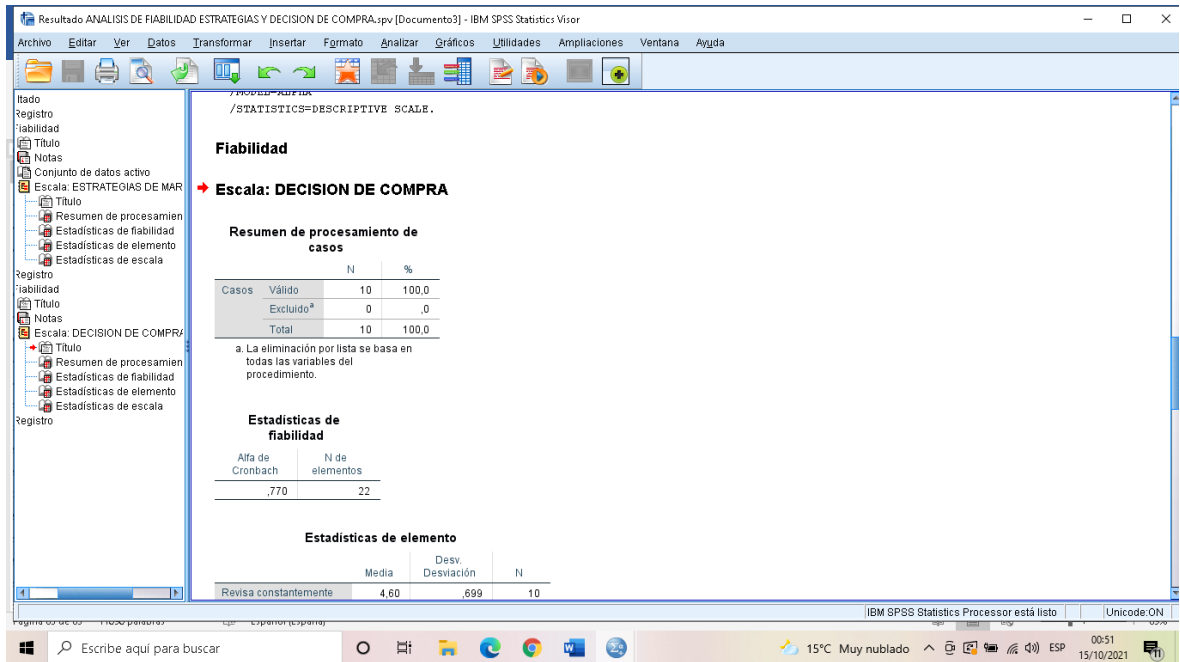 Resultado ANALISIS DE FIABILIDAD ESTRATEGIAS Y DECISION DE COMPRA.spv [Documento3] - IBM SPSS Statistics Visor
Archivo Editar Ver Datos Transformar Insertar Formato Analizar Gráficos Utilidades Ampliaciones Ventana Ayuda
ltado
Registro
Fiabilidad
Título
Notas
Conjunto de datos activo
Escala: ESTRATEGIAS DE MAR
Título
Resumen de procesamien
Estadísticas de fiabilidad
Estadísticas de elemento
Estadísticas de escala
Registro
Fiabilidad
Título
Notas
Escala: DECISION DE COMPRA
Título
Resumen de procesamien
Estadísticas de fiabilidad
Estadísticas de elemento
Estadísticas de escala
Registro
/MODEL=ALPHA
/STATISTICS=DESCRIPTIVE SCALE.
Fiabilidad
Escala: DECISION DE COMPRA
Resumen de procesamiento de
casos
N %
Casos Válido 10 100,0
Excluido a 0 ,0
Total 10 100,0
a. La eliminación por lista se basa en
todas las variables del
procedimiento.
Estadísticas de
fiabilidad
Alfa de N de
Cronbach elementos
,770 22
Estadísticas de elemento
Desv.
Media Desviación N
Revisa constantemente 4,60 ,699 10
IBM SPSS Statistics Processor está listo Unicode:ON
Escribe aquí para buscar
15°C Muy nublado ESP 00:51
15/10/2021